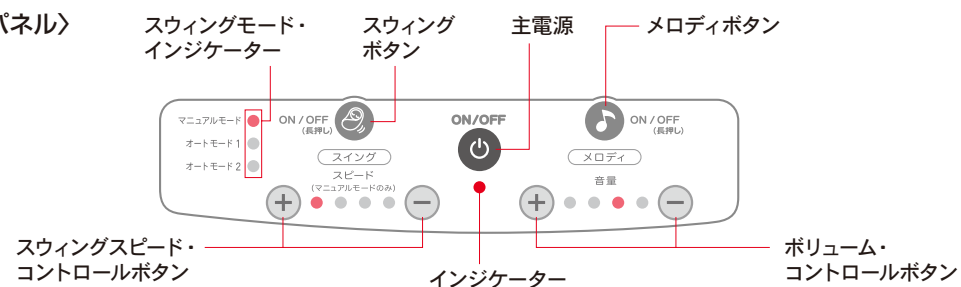 パネル〉
スウィングモード・
インジケーター
スウィング
ボタン
主電源
メロディボタン
マニュアルモード
オートモード 1
オートモード 2
ON / OFF
(長押し)
スイング
スピード
(マニュアルモードのみ)
ON/OFF
ON / OFF
(長押し)
メロディ
音量
スウィングスピード・
コントロールボタン
インジケーター
ボリューム・
コントロールボタン